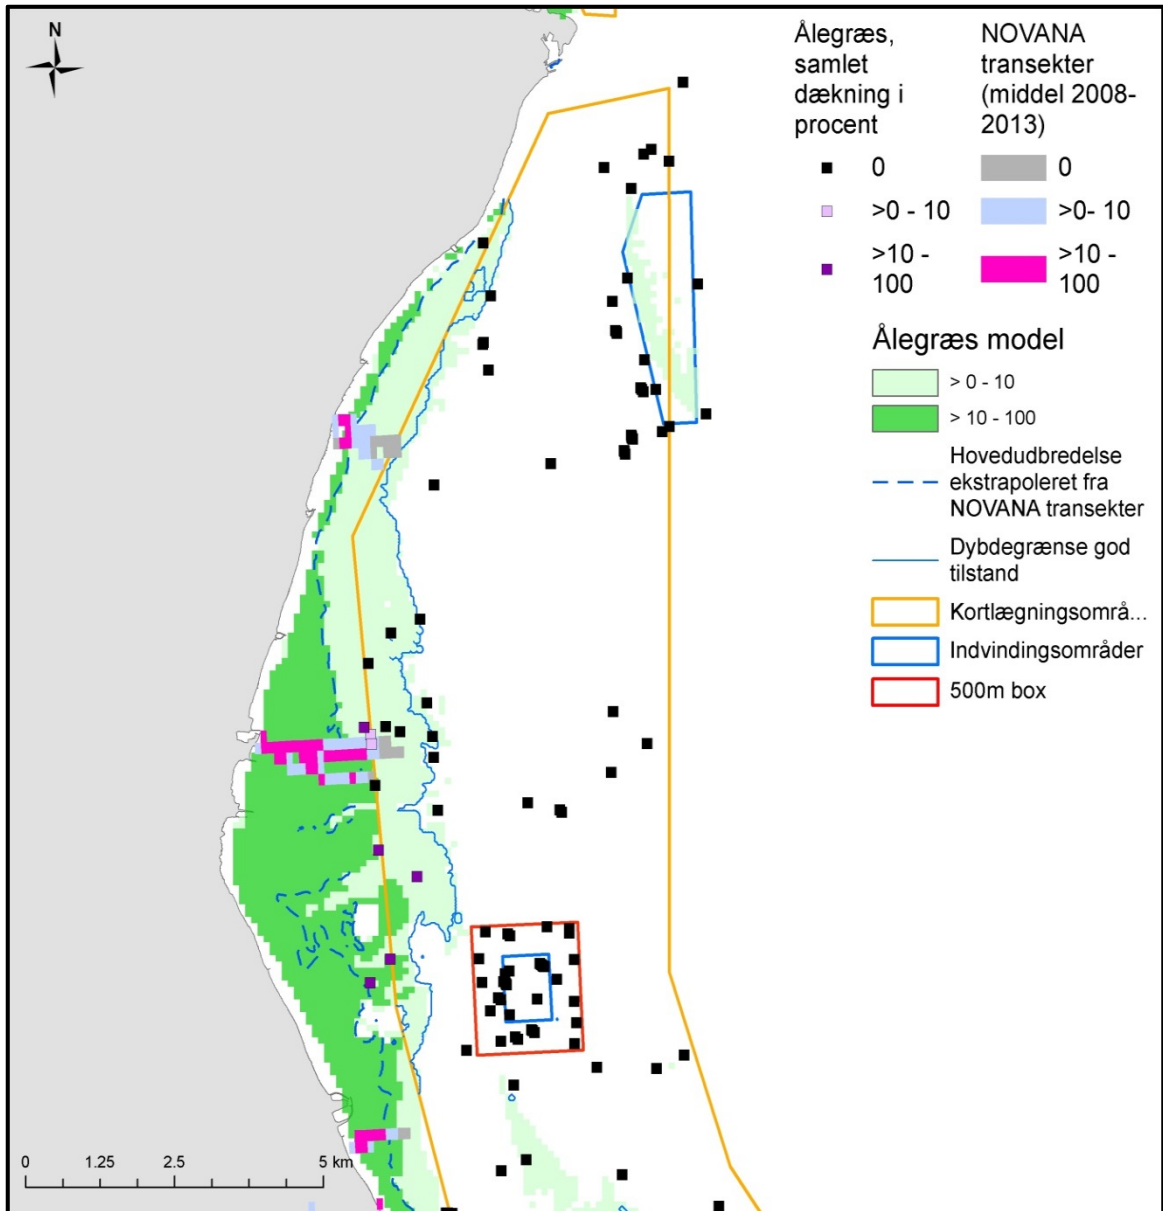 N
Ålegræs,
samlet
dækning i
procent
0
>0 - 10
>10 -
100
NOVANA
transekter
(middel 2008-
2013)
0
>0- 10
>10 -
100
Ålegræs model
> 0 - 10
> 10 - 100
Hovedudbredelse
ekstrapoleret fra
NOVANA transekter
Dybdegrænse god
tilstand
Kortlægningsområ...
Indvindingsområder
500m box
0 1.25 2.5 5 km